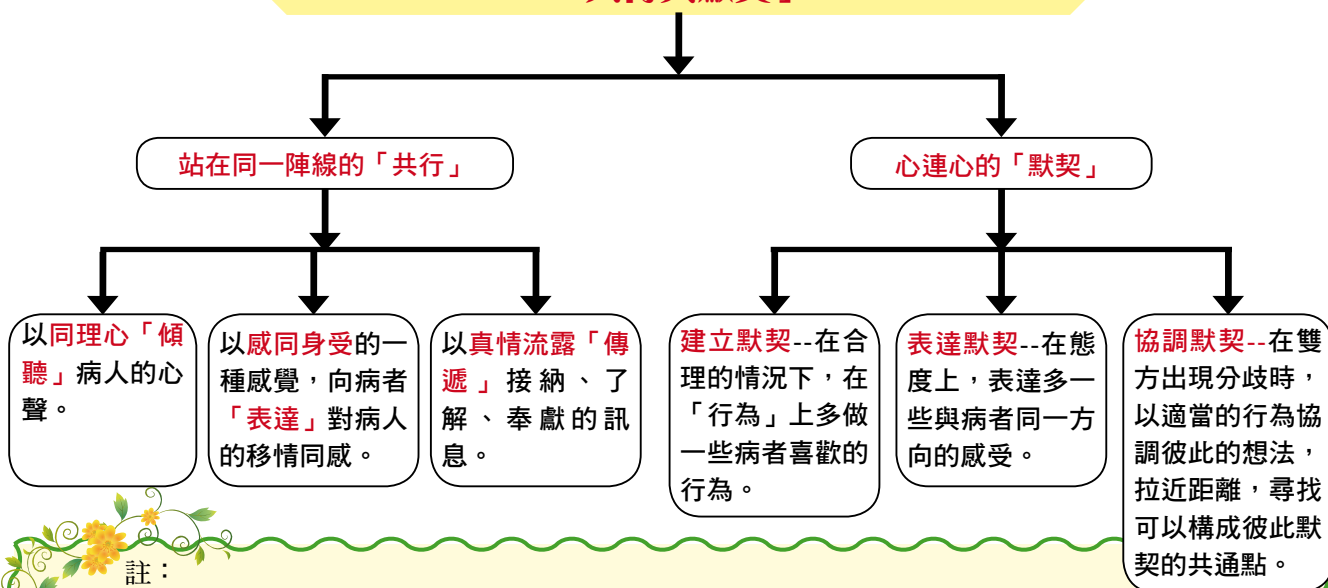 站在同一陣線的「共行」
心連心的「默契」
以同理心「傾
聽」病人的心
聲。
以感同身受的一
種感覺，向病者
「表達」對病人
的移情同感。
以真情流露「傳
遞」接納、了
解、奉獻的訊
息。
建立默契--在合
理的情況下，在
「行為」上多做
一些病者喜歡的
行為。
表達默契--在態
度上，表達多一
些與病者同一方
向的感受。
協調默契--在雙
方出現分歧時，
以適當的行為協
調彼此的想法，
拉近距離，尋找
可以構成彼此默
契的共通點。
註：